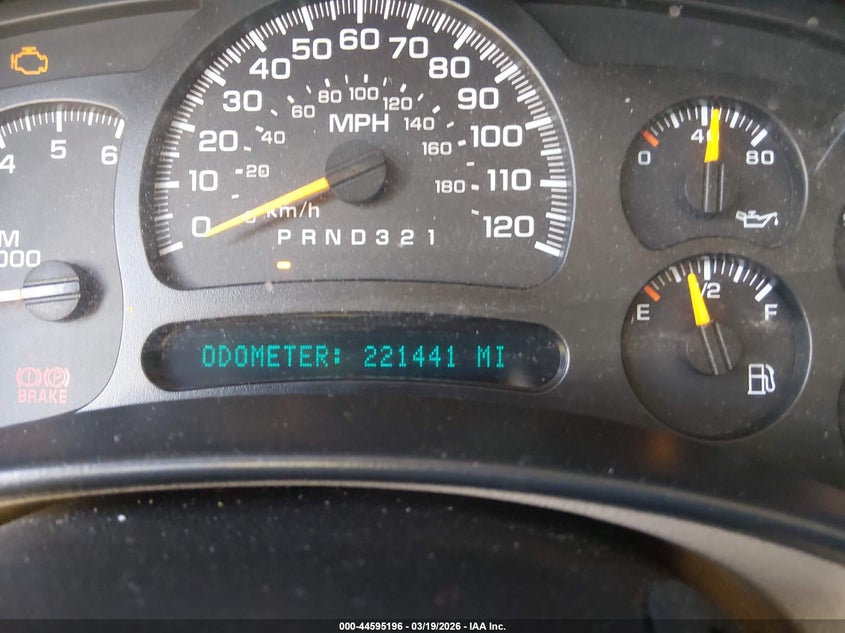 4 5 6
M
000
0 10 20 30 40 50 60 70 80 90 100 110 120
0 20 40 60 80 100 120 140 160 180
MPH
km/h
P R N D 3 2 1
ODOMETER: 221441 MI
0 40 80
E 1/2 F
BRAKE
000-44595196 - 03/19/2026 - IAA Inc.